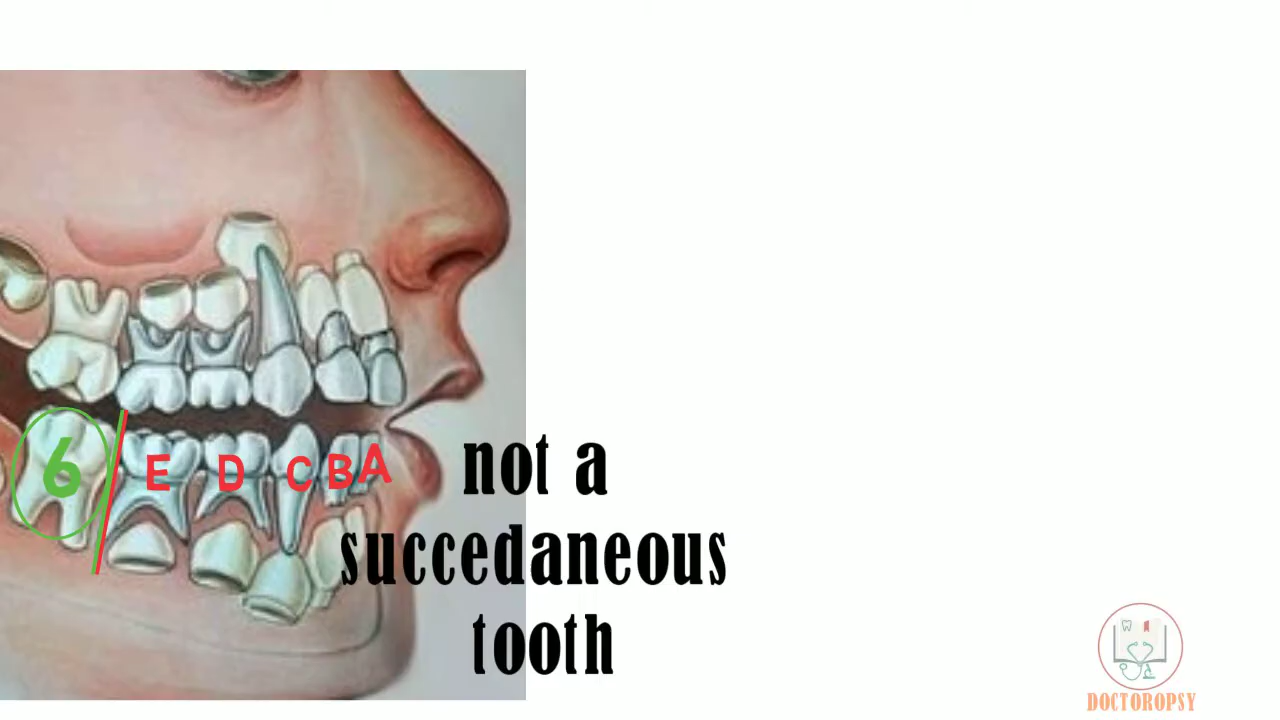 6 E D C B A
not a
succedaneous
tooth
DOCTOROPSY